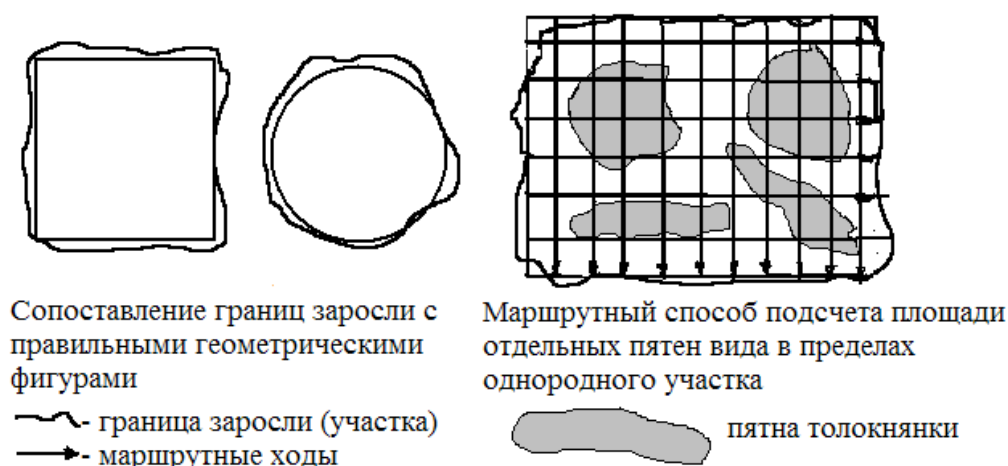 Сопоставление границ заросли с
правильными геометрическими
фигурами
- граница заросли (участка)
- маршрутные ходы
Маршрутный способ подсчета площади
отдельных пятен вида в пределах
однородного участка
пятна толокнянки